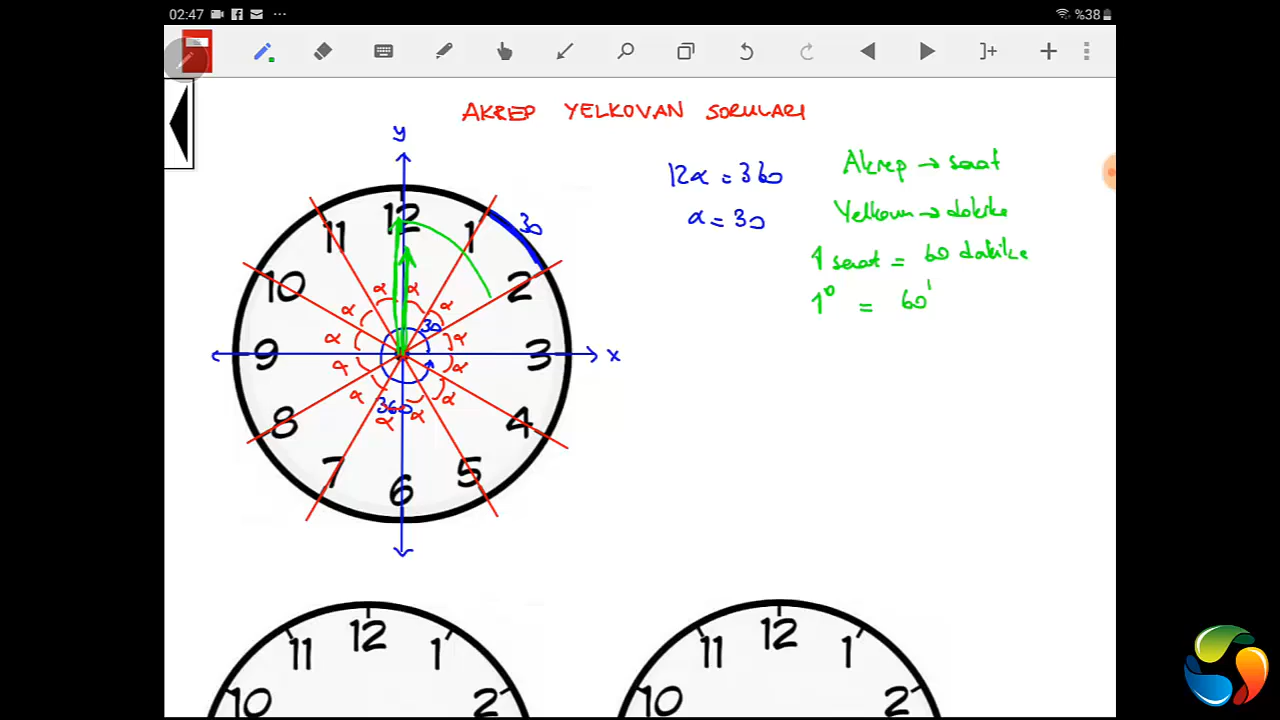 02:47
%38
AKREP YELKOVAN SORULARI
y
12α = 360
α = 30
Akrep → saat
Yelkovan → dakika
1 saat = 60 dakika
1° = 60'
12
11
1
30
10
2
α α
α α
30
α α
9
3
x
α α
α α
360
α α
8
4
7
5
6
12
11
1
10
2
12
11
1
10
2